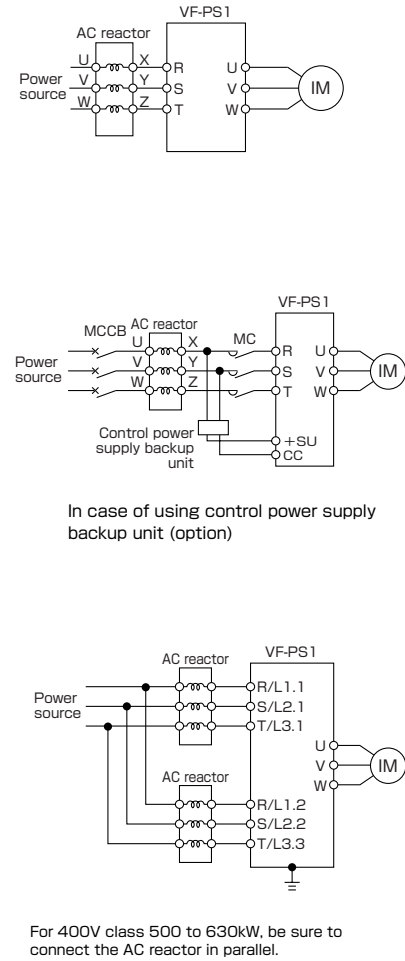 VF-PS1
AC reactor
U X R U
Power source V Y S V IM
W Z T W
VF-PS1
MCCB AC reactor
U X MC R U
Power source V Y S V IM
W Z T W
Control power
supply backup
unit
+SU
CC
In case of using control power supply
backup unit (option)
VF-PS1
AC reactor
R/L1.1
Power
source
S/L2.1
T/L3.1
U
V IM
W
AC reactor
R/L1.2
S/L2.2
T/L3.3
For 400V class 500 to 630kW, be sure to
connect the AC reactor in parallel.